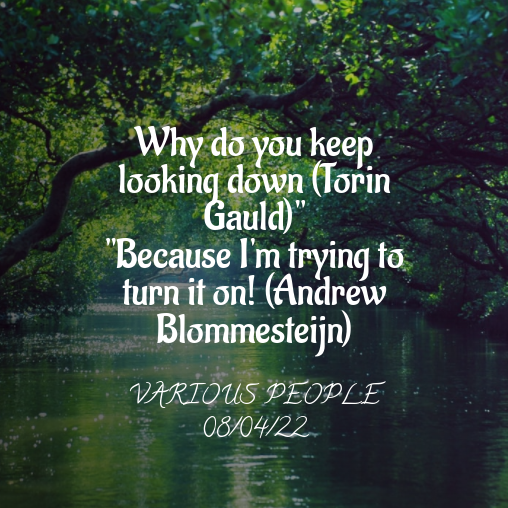 Why do you keep
looking down (Torin
Gauld)"
"Because I'm trying to
turn it on! (Andrew
Blommesteijn)
VARIOUS PEOPLE
08/04/22